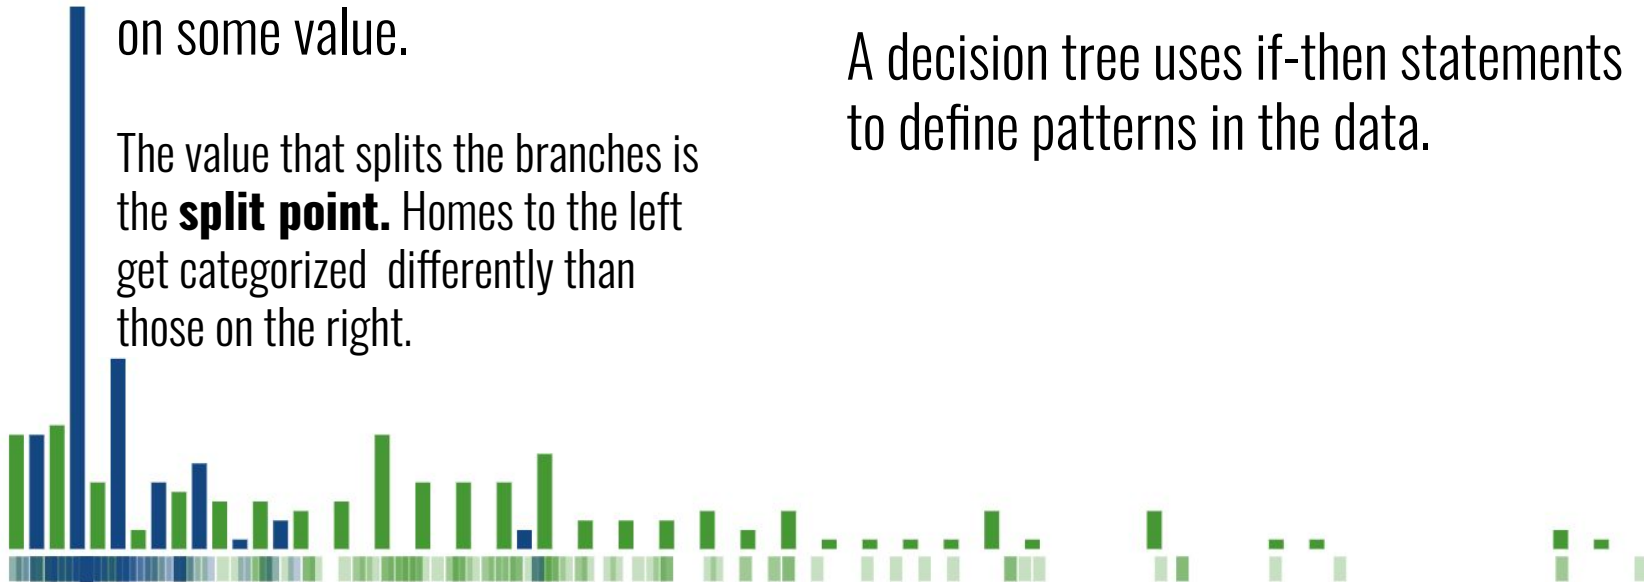 on some value.
The value that splits the branches is
the split point. Homes to the left
get categorized  differently than
those on the right.
A decision tree uses if-then statements
to define patterns in the data.